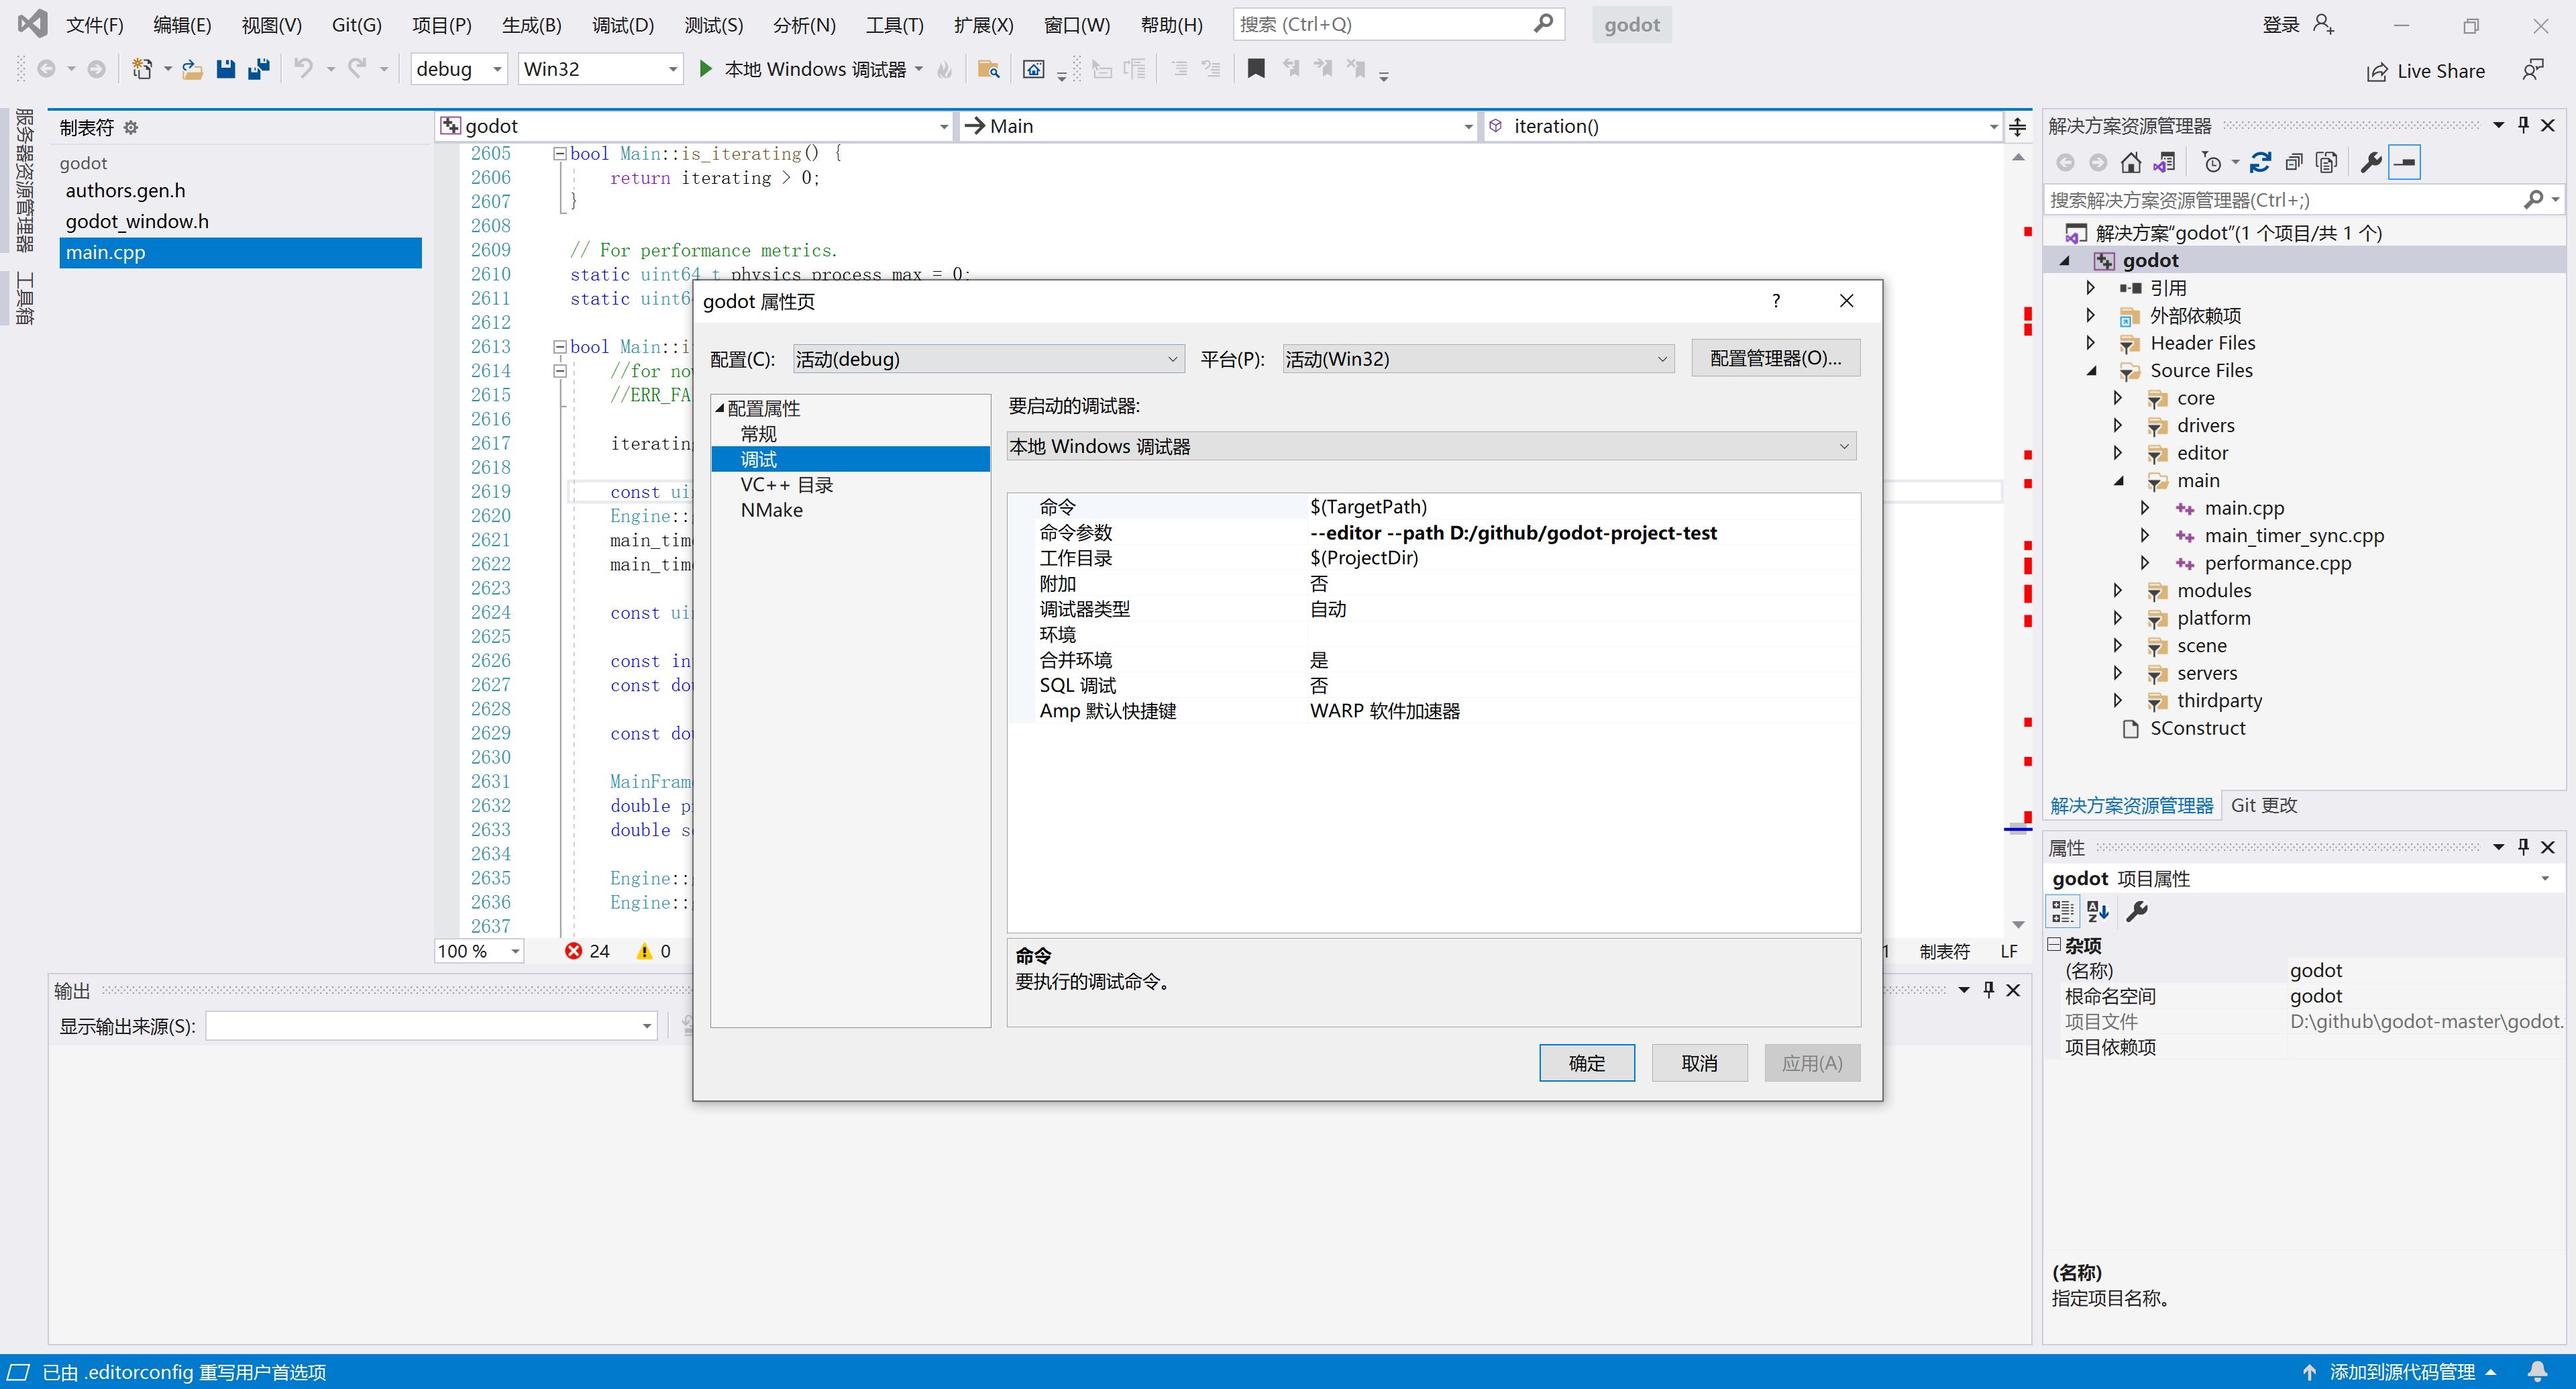 文件(F) 编辑(E) 视图(V) Git(G) 项目(P) 生成(B) 调试(D) 测试(S) 分析(N) 工具(T) 扩展(X) 窗口(W) 帮助(H) 搜索 (Ctrl+Q) godot 登录
debug Win32 本地 Windows 调试器 Live Share
服务器资源管理器
工具箱
制表符
godot
authors.gen.h
godot_window.h
main.cpp
godot Main iteration()
2605 bool Main::is_iterating() {
2606 return iterating > 0;
2607 }
2608
2609 // For performance metrics.
2610 static uint64_t physics_process_max = 0;
2611 static uint6
2612
2613 bool Main::i
2614 //for no
2615 //ERR_FA
2616
2617 iteratin
2618
2619 const ui
2620 Engine::
2621 main_tim
2622 main_tim
2623
2624 const ui
2625
2626 const in
2627 const do
2628
2629 const do
2630
2631 MainFram
2632 double p
2633 double s
2634
2635 Engine::
2636 Engine::
2637
100 % 24 0 制表符 LF
输出
显示输出来源(S):
godot 属性页 ?
配置(C): 活动(debug) 平台(P): 活动(Win32) 配置管理器(O)...
配置属性
常规
调试
VC++ 目录
NMake
要启动的调试器:
本地 Windows 调试器
命令 $(TargetPath)
命令参数 --editor --path D:/github/godot-project-test
工作目录 $(ProjectDir)
附加 否
调试器类型 自动
环境
合并环境 是
SQL 调试 否
Amp 默认快捷键 WARP 软件加速器
命令
要执行的调试命令。
确定 取消 应用(A)
解决方案资源管理器
搜索解决方案资源管理器(Ctrl+;)
解决方案"godot"(1 个项目/共 1 个)
godot
引用
外部依赖项
Header Files
Source Files
core
drivers
editor
main
main.cpp
main_timer_sync.cpp
performance.cpp
modules
platform
scene
servers
thirdparty
SConstruct
解决方案资源管理器 Git 更改
属性
godot 项目属性
杂项
(名称) godot
根命名空间 godot
项目文件 D:\github\godot-master\godot.
项目依赖项
(名称)
指定项目名称。
已由 .editorconfig 重写用户首选项 添加到源代码管理